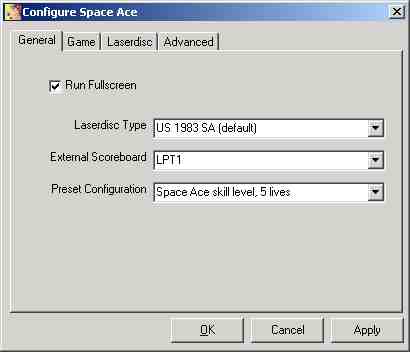 Configure Space Ace
General Game Laserdisc Advanced
Run Fullscreen
Laserdisc Type US 1983 SA (default)
External Scoreboard LPT1
Preset Configuration Space Ace skill level, 5 lives
OK Cancel Apply